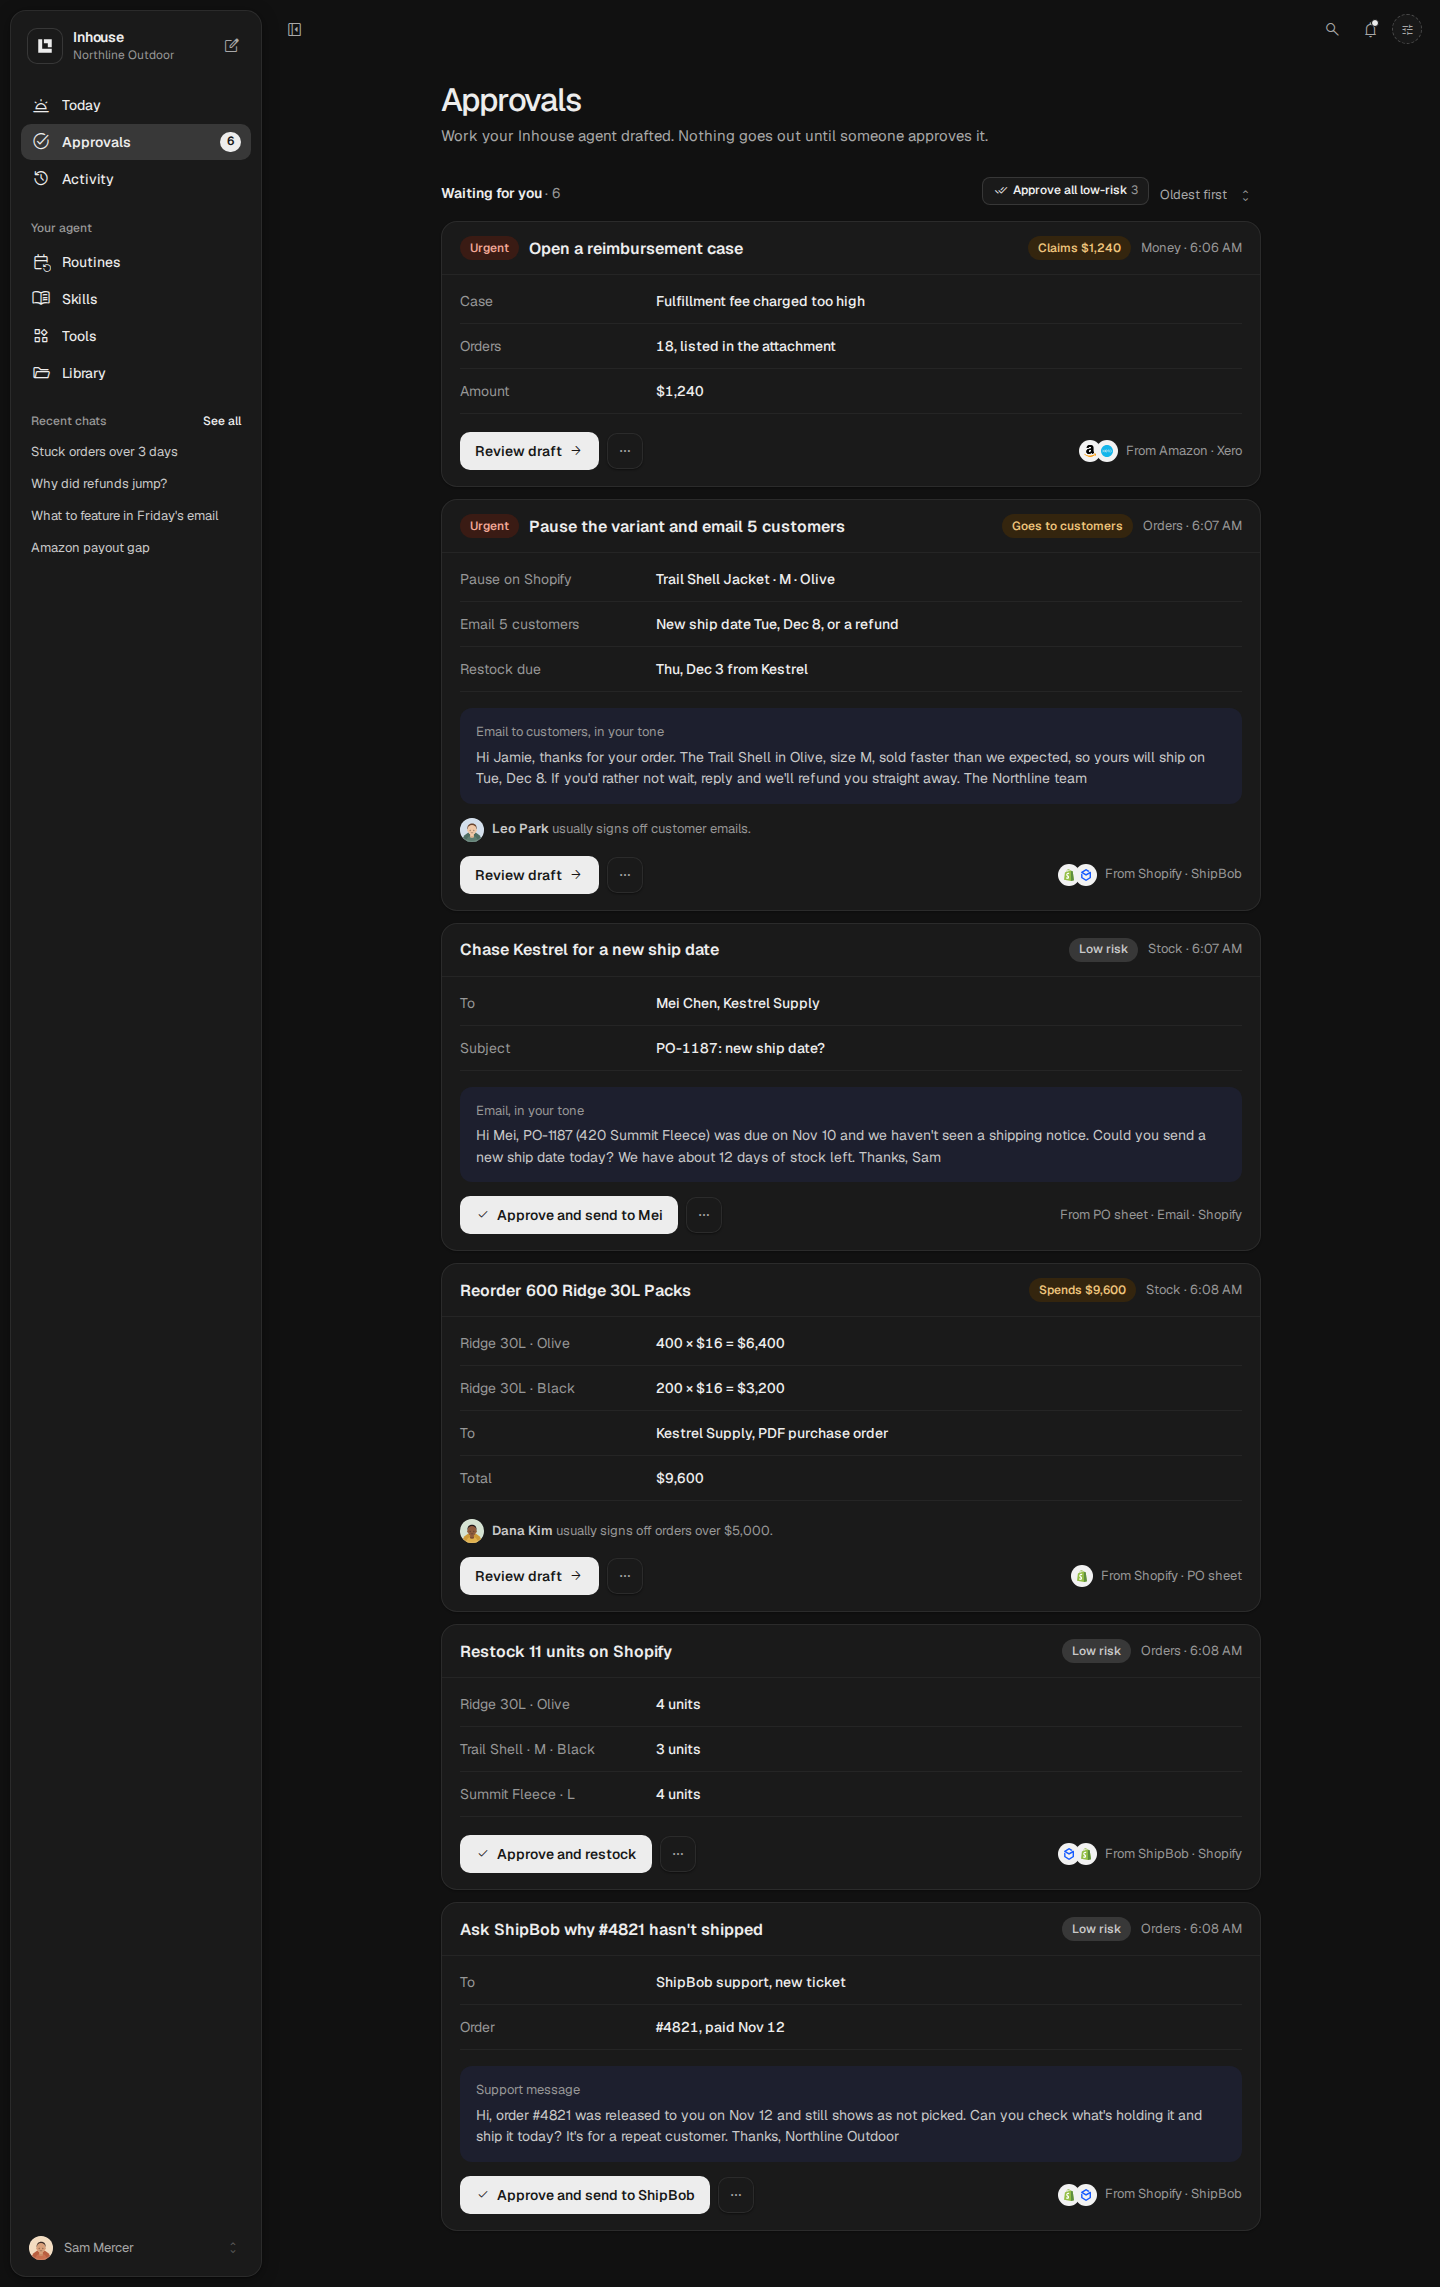 Inhouse
Northline Outdoor
Today
Approvals 6
Activity
Your agent
Routines
Skills
Tools
Library
Recent chats See all
Stuck orders over 3 days
Why did refunds jump?
What to feature in Friday's email
Amazon payout gap
Sam Mercer
Approvals
Work your Inhouse agent drafted. Nothing goes out until someone approves it.
Waiting for you · 6 Approve all low-risk 3 Oldest first
Urgent Open a reimbursement case Claims $1,240 Money · 6:06 AM
Case Fulfillment fee charged too high
Orders 18, listed in the attachment
Amount $1,240
Review draft From Amazon · Xero
Urgent Pause the variant and email 5 customers Goes to customers Orders · 6:07 AM
Pause on Shopify Trail Shell Jacket · M · Olive
Email 5 customers New ship date Tue, Dec 8, or a refund
Restock due Thu, Dec 3 from Kestrel
Email to customers, in your tone
Hi Jamie, thanks for your order. The Trail Shell in Olive, size M, sold faster than we expected, so yours will ship on
Tue, Dec 8. If you'd rather not wait, reply and we'll refund you straight away. The Northline team
Leo Park usually signs off customer emails.
Review draft From Shopify · ShipBob
Chase Kestrel for a new ship date Low risk Stock · 6:07 AM
To Mei Chen, Kestrel Supply
Subject PO-1187: new ship date?
Email, in your tone
Hi Mei, PO-1187 (420 Summit Fleece) was due on Nov 10 and we haven't seen a shipping notice. Could you send a
new ship date today? We have about 12 days of stock left. Thanks, Sam
Approve and send to Mei From PO sheet · Email · Shopify
Reorder 600 Ridge 30L Packs Spends $9,600 Stock · 6:08 AM
Ridge 30L · Olive 400 × $16 = $6,400
Ridge 30L · Black 200 × $16 = $3,200
To Kestrel Supply, PDF purchase order
Total $9,600
Dana Kim usually signs off orders over $5,000.
Review draft From Shopify · PO sheet
Restock 11 units on Shopify Low risk Orders · 6:08 AM
Ridge 30L · Olive 4 units
Trail Shell · M · Black 3 units
Summit Fleece · L 4 units
Approve and restock From ShipBob · Shopify
Ask ShipBob why #4821 hasn't shipped Low risk Orders · 6:08 AM
To ShipBob support, new ticket
Order #4821, paid Nov 12
Support message
Hi, order #4821 was released to you on Nov 12 and still shows as not picked. Can you check what's holding it and
ship it today? It's for a repeat customer. Thanks, Northline Outdoor
Approve and send to ShipBob From Shopify · ShipBob